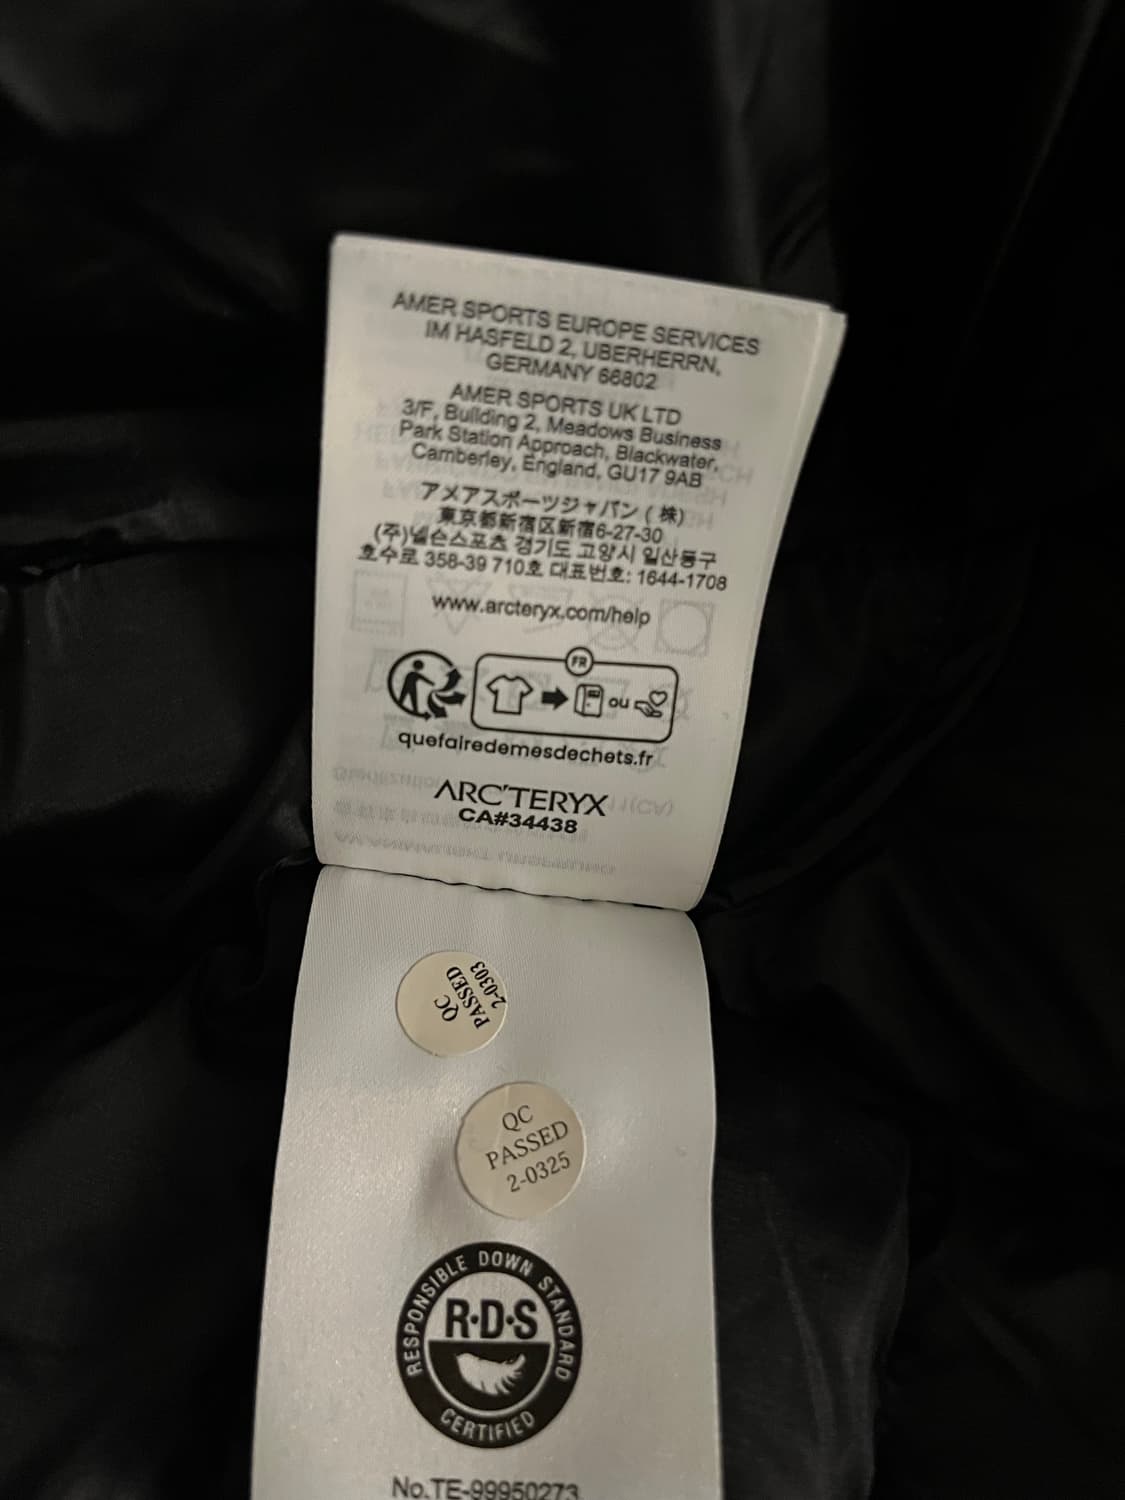 AMER SPORTS EUROPE SERVICES
IM HASFELD 2, UBERHERRN,
GERMANY 66802
AMER SPORTS UK LTD
3/F, Building 2, Meadows Business
Park Station Approach, Blackwater,
Camberley, England, GU17 9AB
アメアスポーツジャパン (株)
東京都新宿区新宿6-27-30
(주)넬슨스포츠 경기도 고양시 일산동구
호수로 358-39 710호 대표번호: 1644-1708
www.arcteryx.com/help
FR
ou
quefairedemesdechets.fr
ARC'TERYX
CA#34438
QC
PASSED
2-0303
QC
PASSED
2-0325
RESPONSIBLE DOWN STANDARD
R·D·S
CERTIFIED
No.TE-99950273